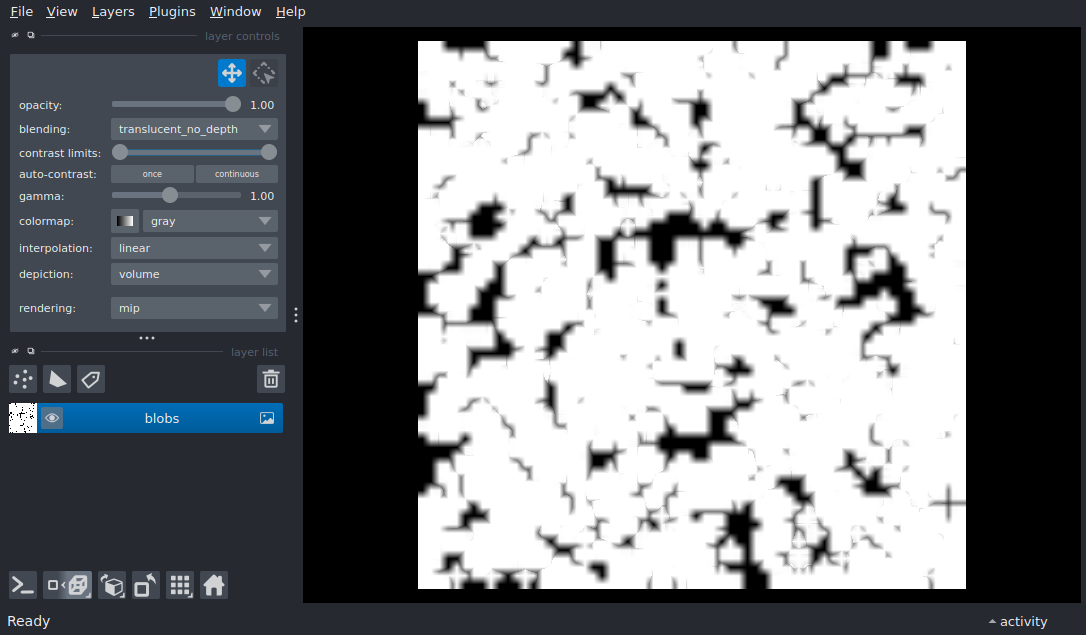 File View Layers Plugins Window Help
layer controls
opacity: 1.00
blending: translucent_no_depth
contrast limits:
auto-contrast: once continuous
gamma: 1.00
colormap: gray
interpolation: linear
depiction: volume
rendering: mip
layer list
blobs
Ready activity